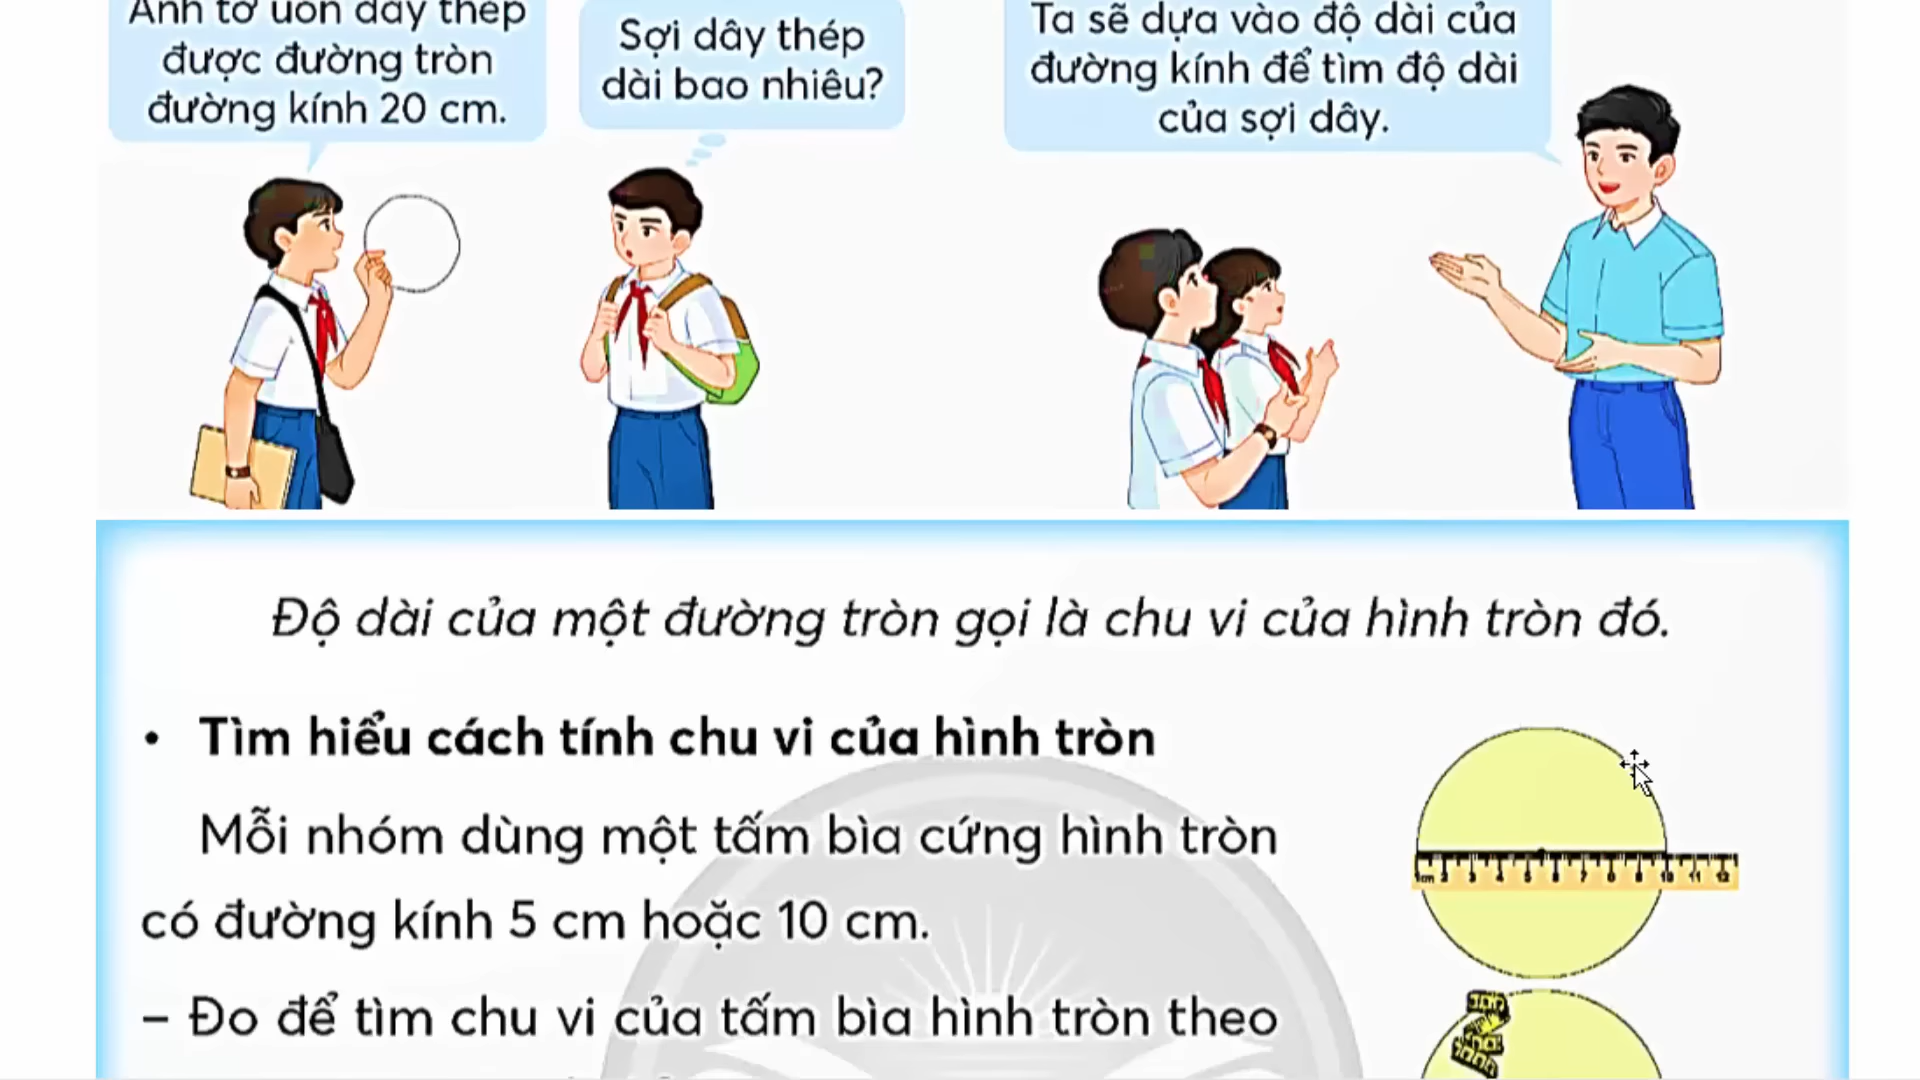 Anh tớ uốn dây thép
được đường tròn
đường kính 20 cm.
Sợi dây thép
dài bao nhiêu?
Ta sẽ dựa vào độ dài của
đường kính để tìm độ dài
của sợi dây.
Độ dài của một đường tròn gọi là chu vi của hình tròn đó.
• Tìm hiểu cách tính chu vi của hình tròn
Mỗi nhóm dùng một tấm bìa cứng hình tròn
có đường kính 5 cm hoặc 10 cm.
– Đo để tìm chu vi của tấm bìa hình tròn theo